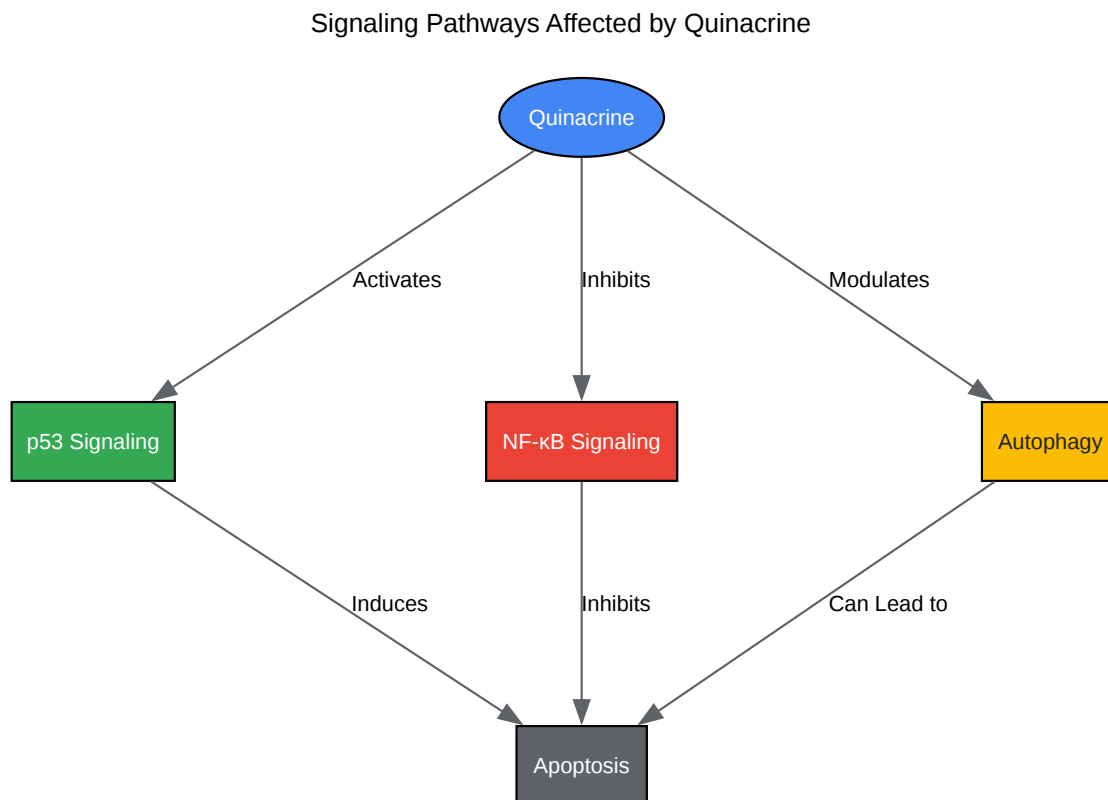 Signaling Pathways Affected by Quinacrine
Quinacrine
Activates
Inhibits
Modulates
p53 Signaling
NF-κB Signaling
Autophagy
Induces
Inhibits
Can Lead to
Apoptosis